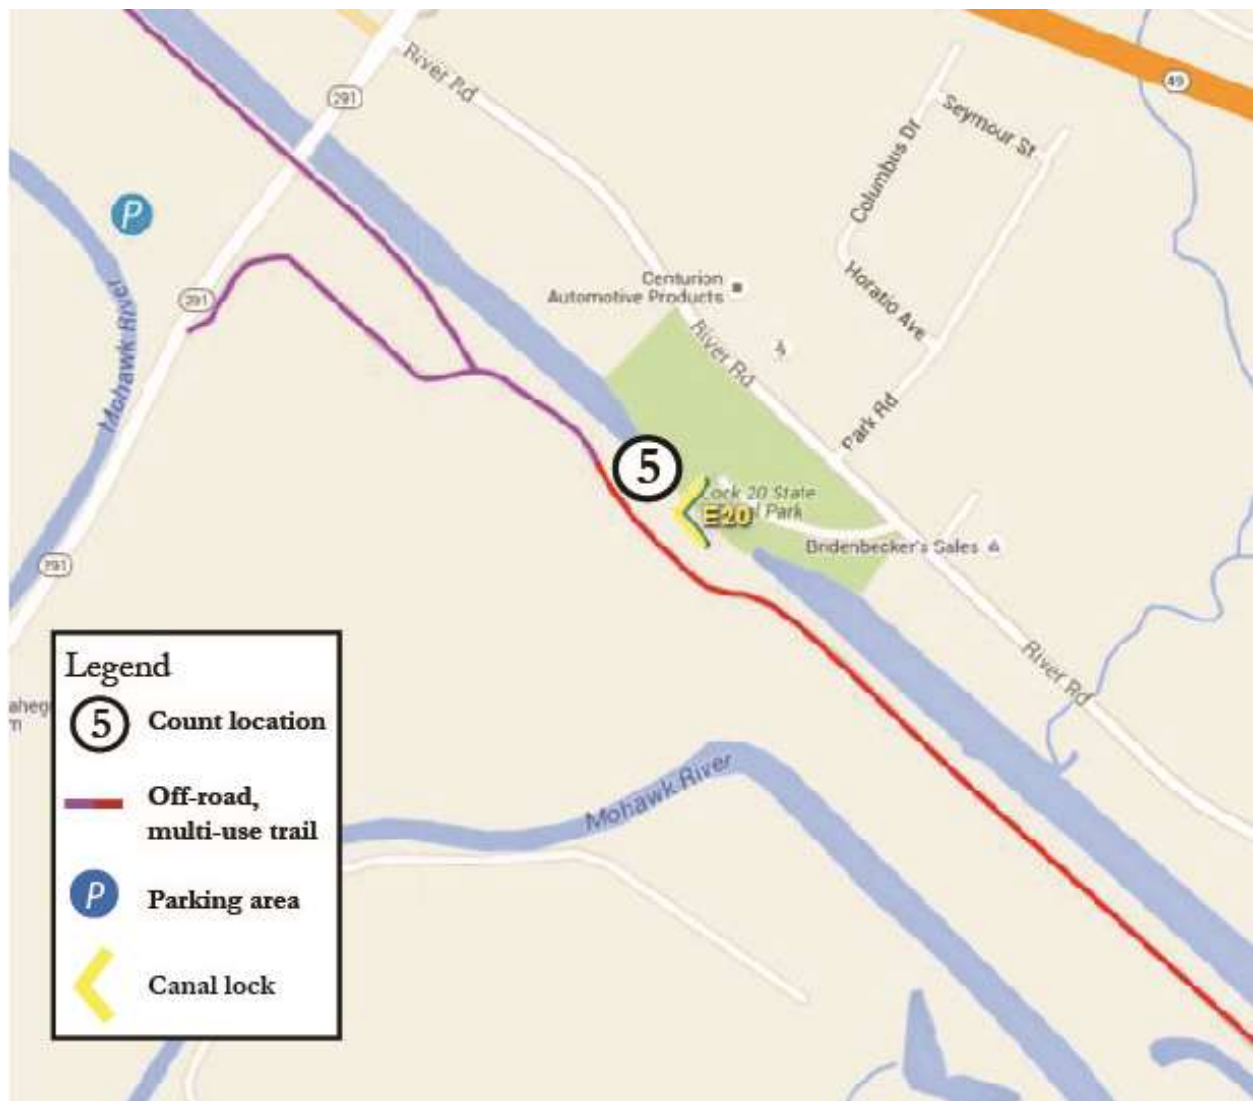 49
River Rd
291
Seymour St
Columbus Dr
P
Horatio Ave
Centurion
Automotive Products
291
Mohawk River
River Rd
Park Rd
5
Lock 20 State
Park
E20
Bridenbecker's Sales
291
River Rd
Mohawk River
Legend
5 Count location
Off-road,
multi-use trail
P Parking area
Canal lock